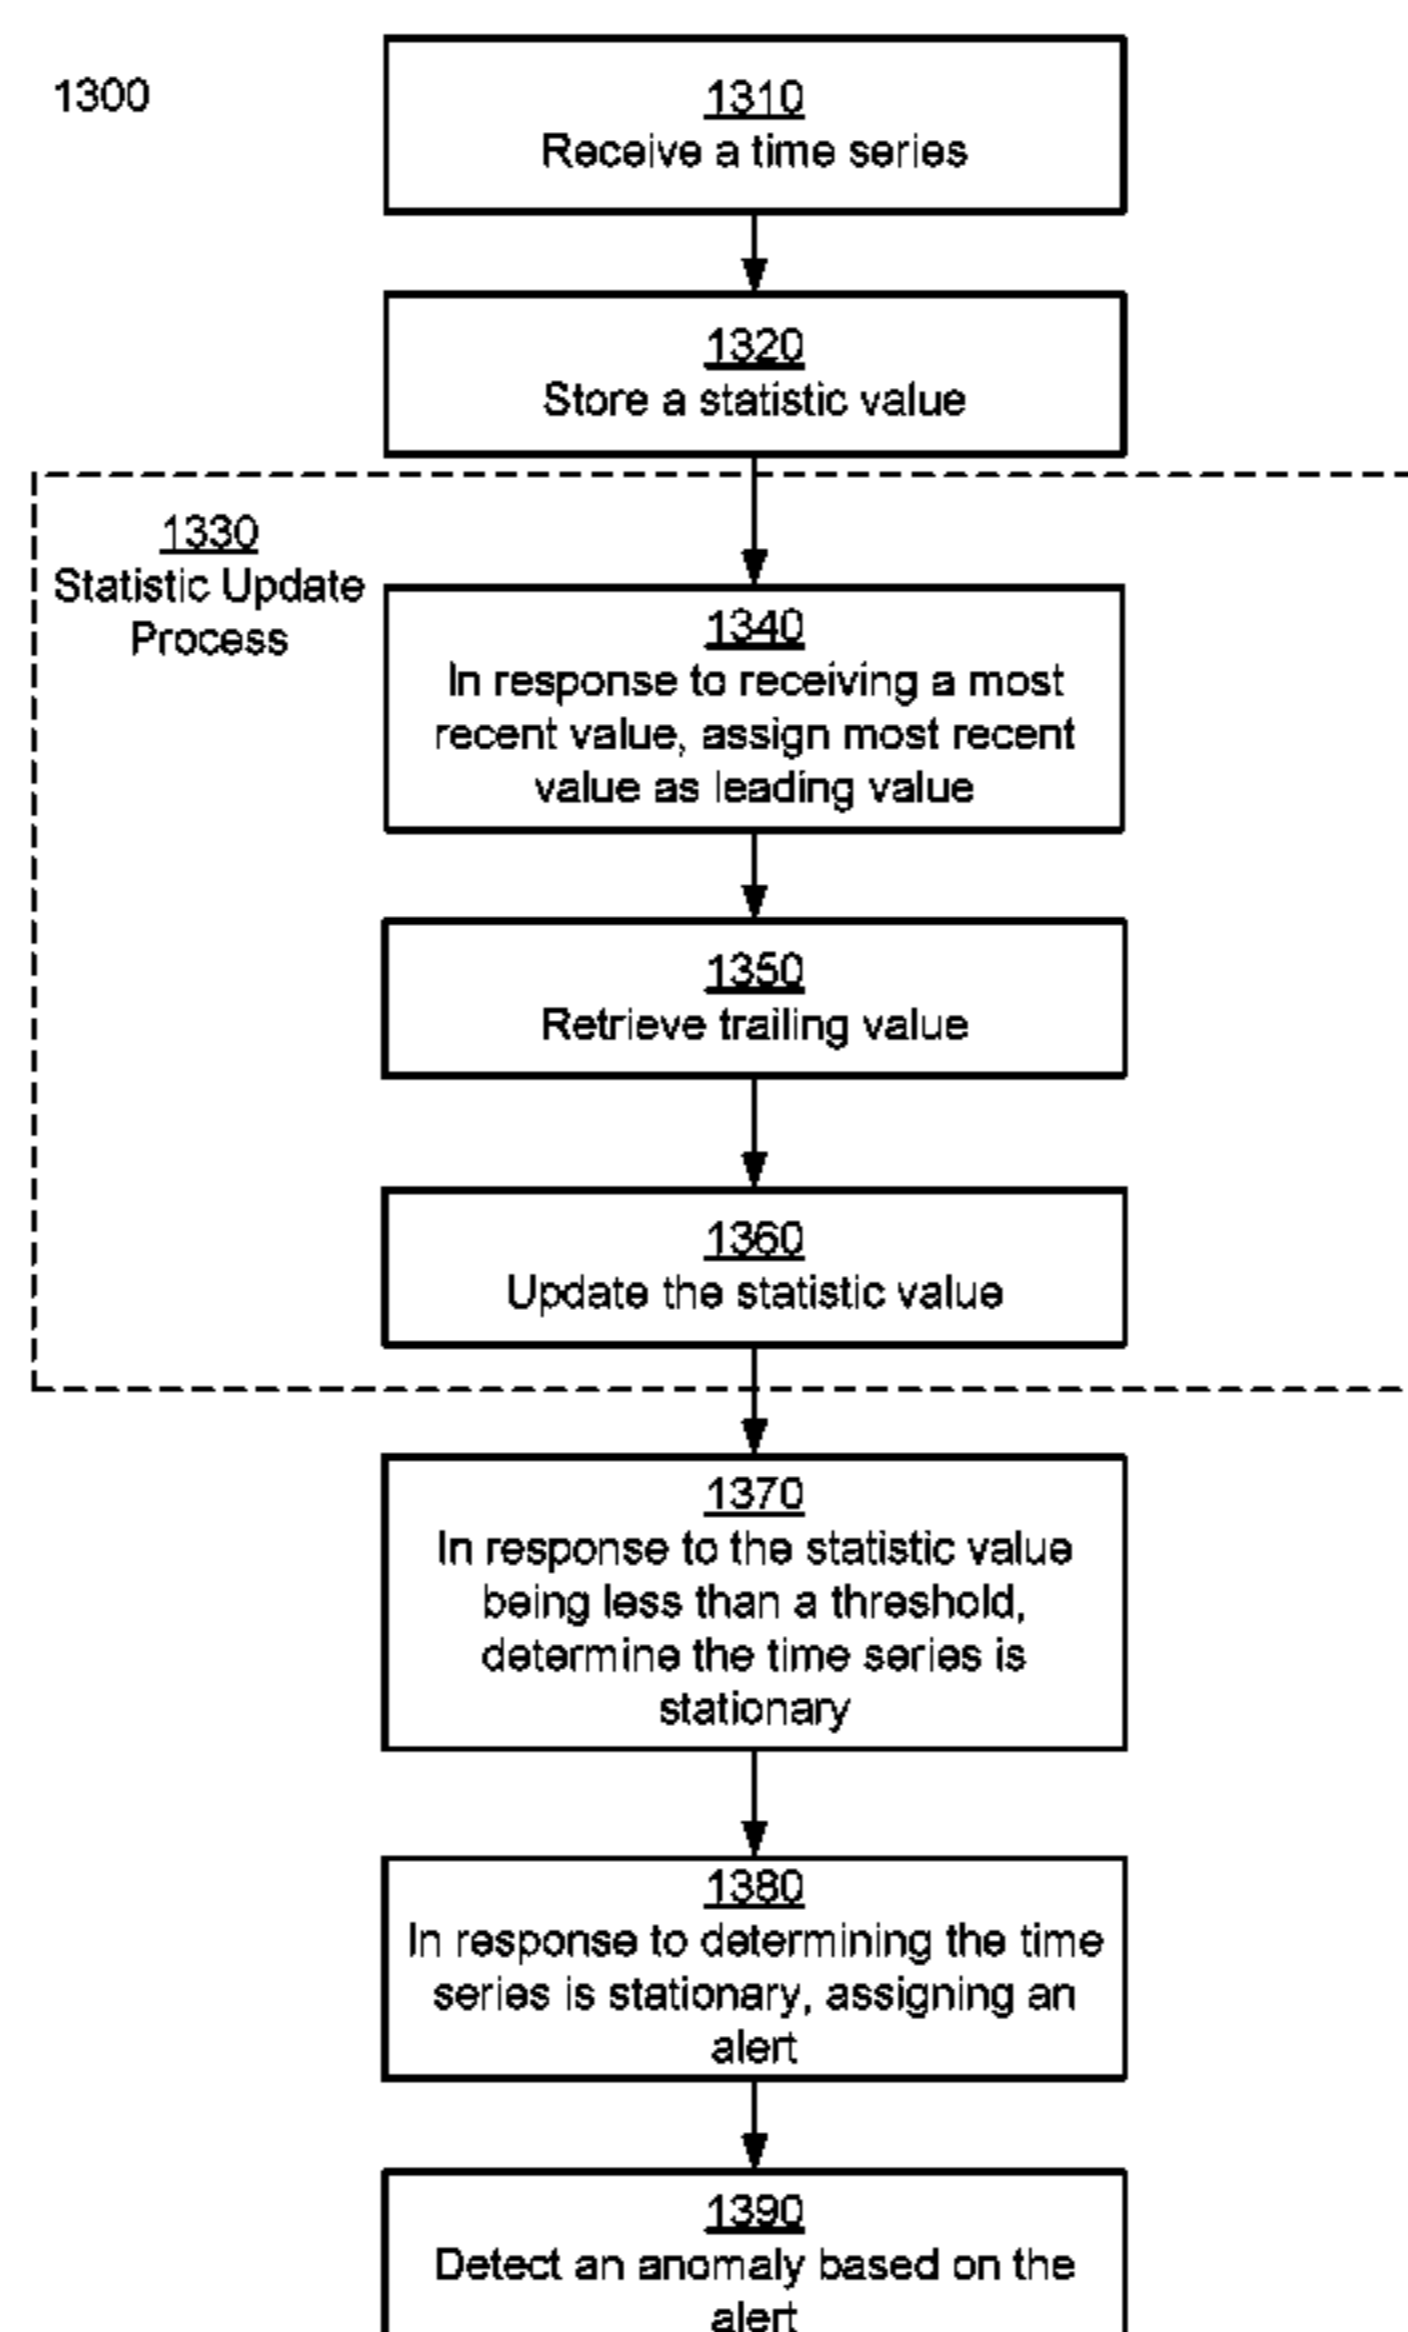 1300
1310
Receive a time series
1320
Store a statistic value
1330
Statistic Update
Process
1340
In response to receiving a most
recent value, assign most recent
value as leading value
1350
Retrieve trailing value
1360
Update the statistic value
1370
In response to the statistic value
being less than a threshold,
determine the time series is
stationary
1380
In response to determining the time
series is stationary, assigning an
alert
1390
Detect an anomaly based on the
alert